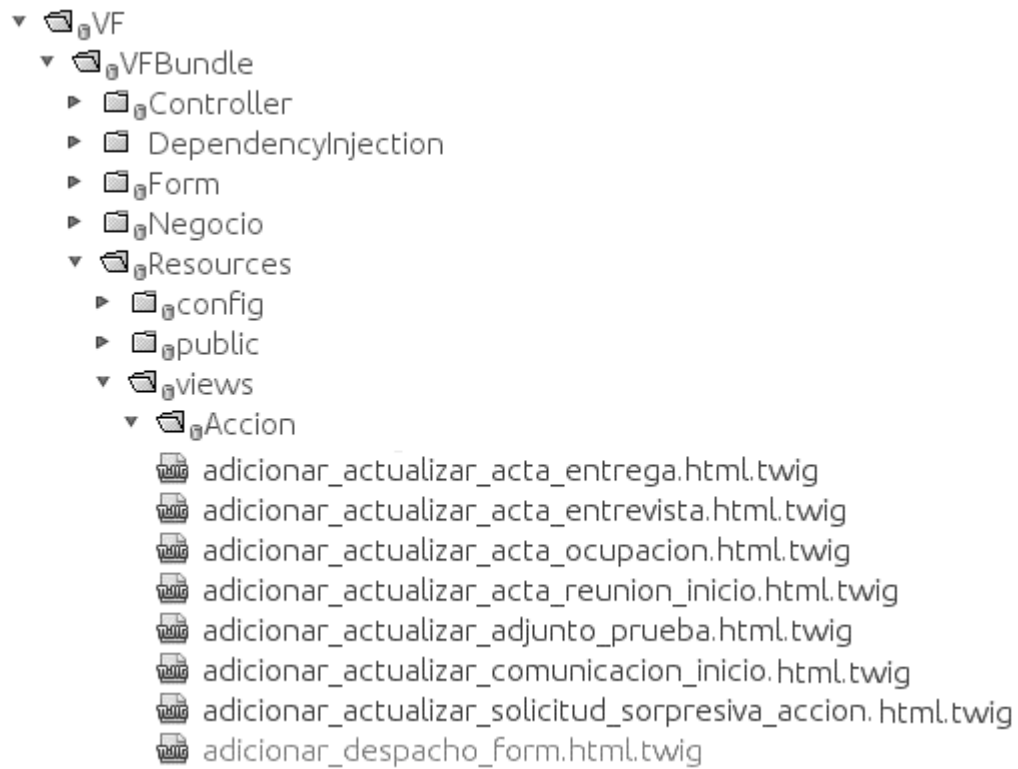 VF
VFBundle
Controller
DependencyInjection
Form
Negocio
Resources
config
public
views
Accion
adicionar_actualizar_acta_entrega.html.twig
adicionar_actualizar_acta_entrevista.html.twig
adicionar_actualizar_acta_ocupacion.html.twig
adicionar_actualizar_acta_reunion_inicio.html.twig
adicionar_actualizar_adjunto_prueba.html.twig
adicionar_actualizar_comunicacion_inicio.html.twig
adicionar_actualizar_solicitud_sorpresiva_accion.html.twig
adicionar_despacho_form.html.twig